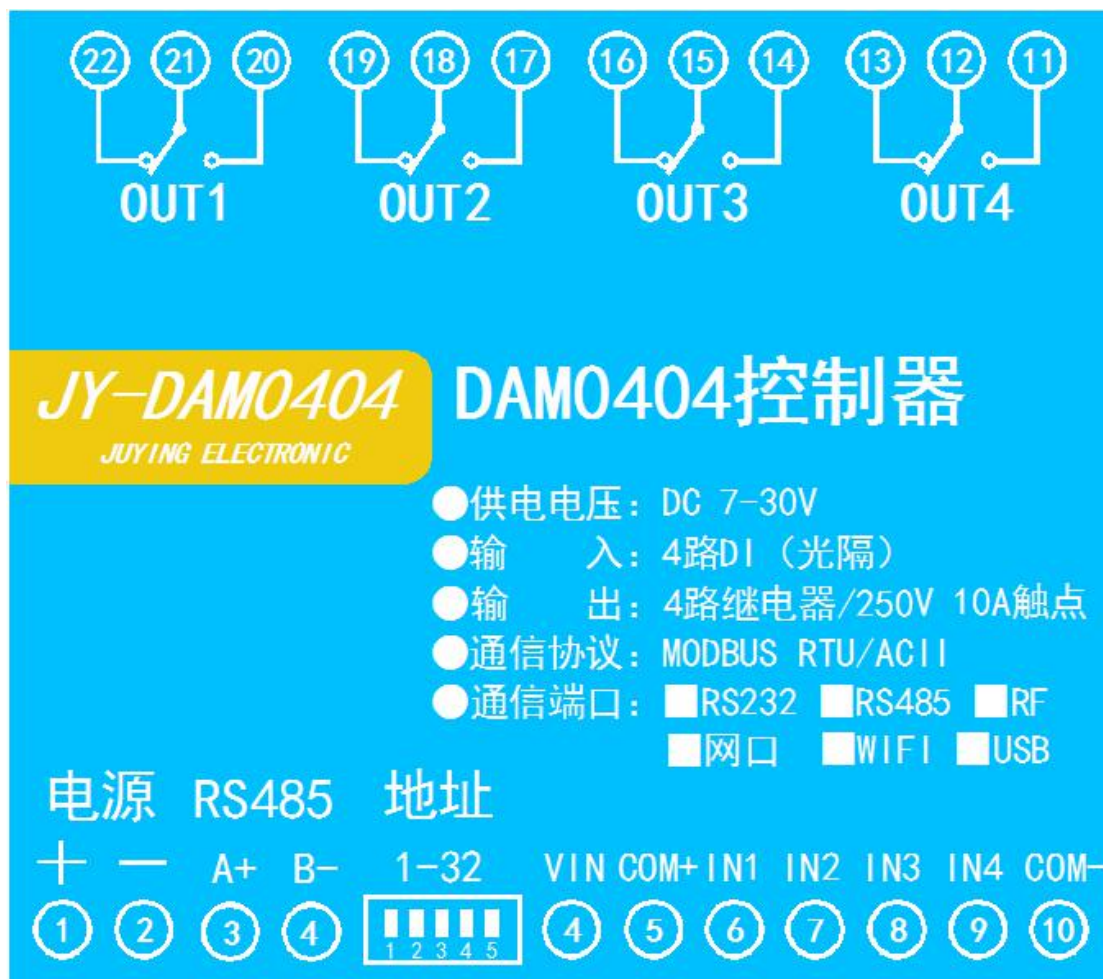 22 21 20 19 18 17 16 15 14 13 12 11
OUT1 OUT2 OUT3 OUT4
JY-DAM0404
JUYING ELECTRONIC
DAM0404控制器
●供电电压：DC 7-30V
●输 入：4路DI（光隔）
●输 出：4路继电器/250V 10A触点
●通信协议：MODBUS RTU/ACII
●通信端口：■RS232 ■RS485 ■RF
■网口 ■WIFI ■USB
电源 RS485 地址
+ - A+ B- 1-32 VIN COM+ IN1 IN2 IN3 IN4 COM-
1 2 3 4 1 2 3 4 5 4 5 6 7 8 9 10